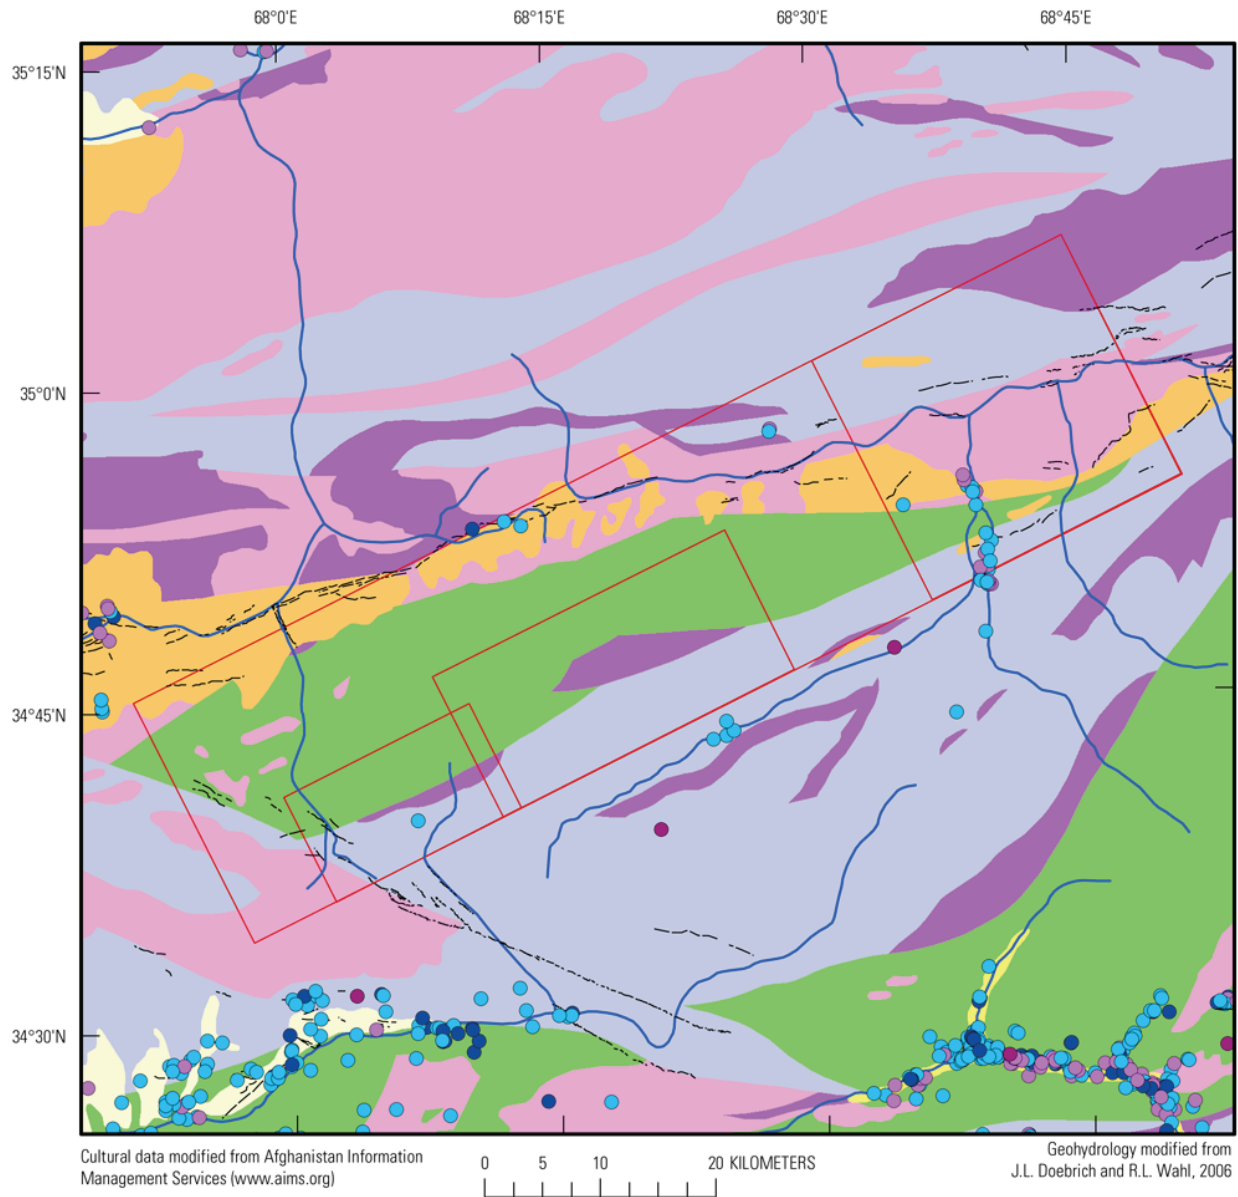 68°0'E 68°15'E 68°30'E 68°45'E
35°15'N
35°0'N
34°45'N
34°30'N
Cultural data modified from Afghanistan Information
Management Services (www.aims.org)
0 5 10 20 KILOMETERS
Geohydrology modified from
J.L. Doebrich and R.L. Wahl, 2006